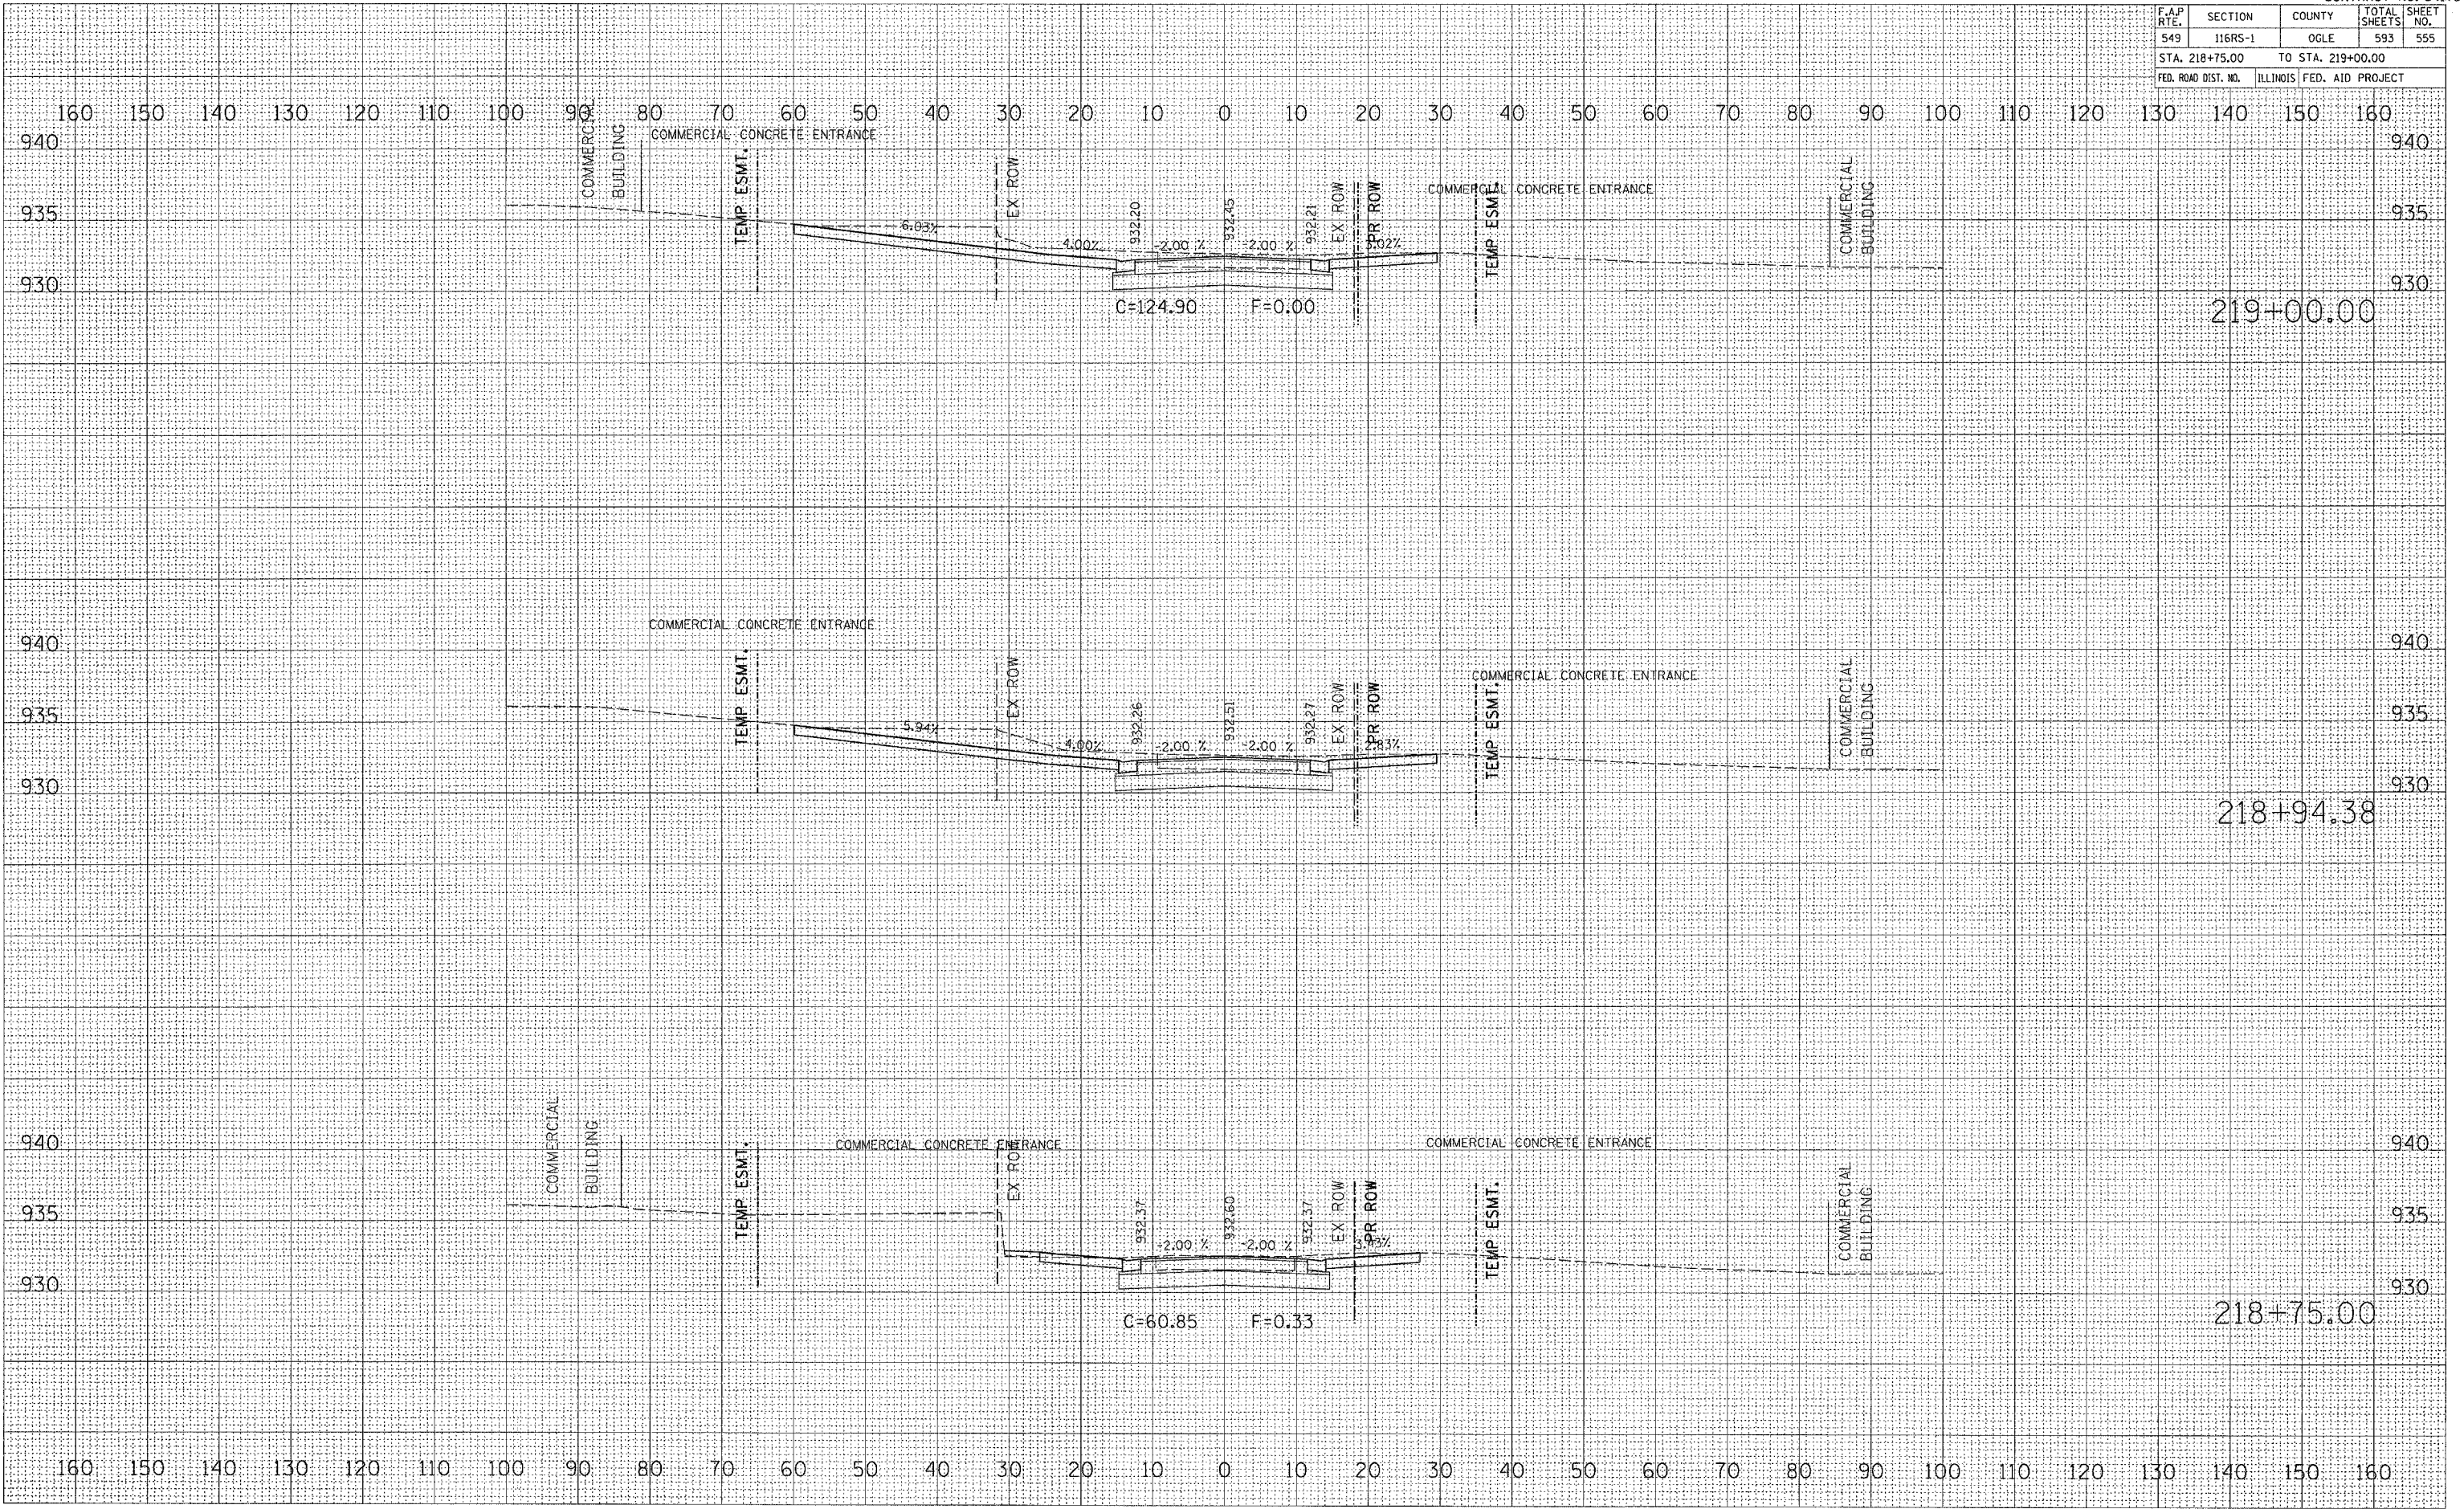 F.A.P RTE. SECTION COUNTY TOTAL SHEETS SHEET NO.
549 116RS-1 OGLE 593 555
STA. 218+75.00 TO STA. 219+00.00
FED. ROAD DIST. NO. ILLINOIS FED. AID PROJECT
160 150 140 130 120 110 100 90 80 70 60 50 40 30 20 10 0 10 20 30 40 50 60 70 80 90 100 110 120 130 140 150 160
COMMERCIAL CONCRETE ENTRANCE
940 940
COMMERCIAL BUILDING
TEMP ESMT.
EX ROW
COMMERCIAL CONCRETE ENTRANCE
932.20 932.45 932.21
EX ROW
PR ROW
TEMP ESMT.
COMMERCIAL BUILDING
935 935
6.03% 4.00% -2.00 % -2.00 %
930 930
C=124.90 F=0.00
219+00.00
COMMERCIAL CONCRETE ENTRANCE
940 940
TEMP ESMT.
EX ROW
COMMERCIAL CONCRETE ENTRANCE
932.26 932.51 932.27
EX ROW
PR ROW
TEMP ESMT.
COMMERCIAL BUILDING
935 935
5.94% 4.00% -2.00 % -2.00 % 2.83%
930 930
218+94.38
940 940
COMMERCIAL BUILDING
TEMP ESMT.
COMMERCIAL CONCRETE ENTRANCE
EX ROW
COMMERCIAL CONCRETE ENTRANCE
932.37 932.60 932.37
EX ROW
PR ROW
TEMP ESMT.
COMMERCIAL BUILDING
935 935
-2.00 % -2.00 %
930 930
C=60.85 F=0.33
218+75.00
160 150 140 130 120 110 100 90 80 70 60 50 40 30 20 10 0 10 20 30 40 50 60 70 80 90 100 110 120 130 140 150 160